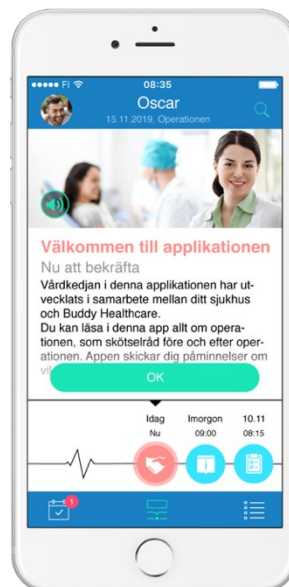 FI 08:35
Oscar
15.11.2019, Operationen
Välkommen till applikationen
Nu att bekräfta
Vårdkedjan i denna applikationen har ut-
vecklats i samarbete mellan ditt sjukhus
och Buddy Healthcare.
Du kan läsa i denna app allt om opera-
tionen, som skötselråd före och efter oper-
ationen. Appen skickar dig påminnelser om
OK
Idag Imorgon 10.11
Nu 09:00 08:15
1